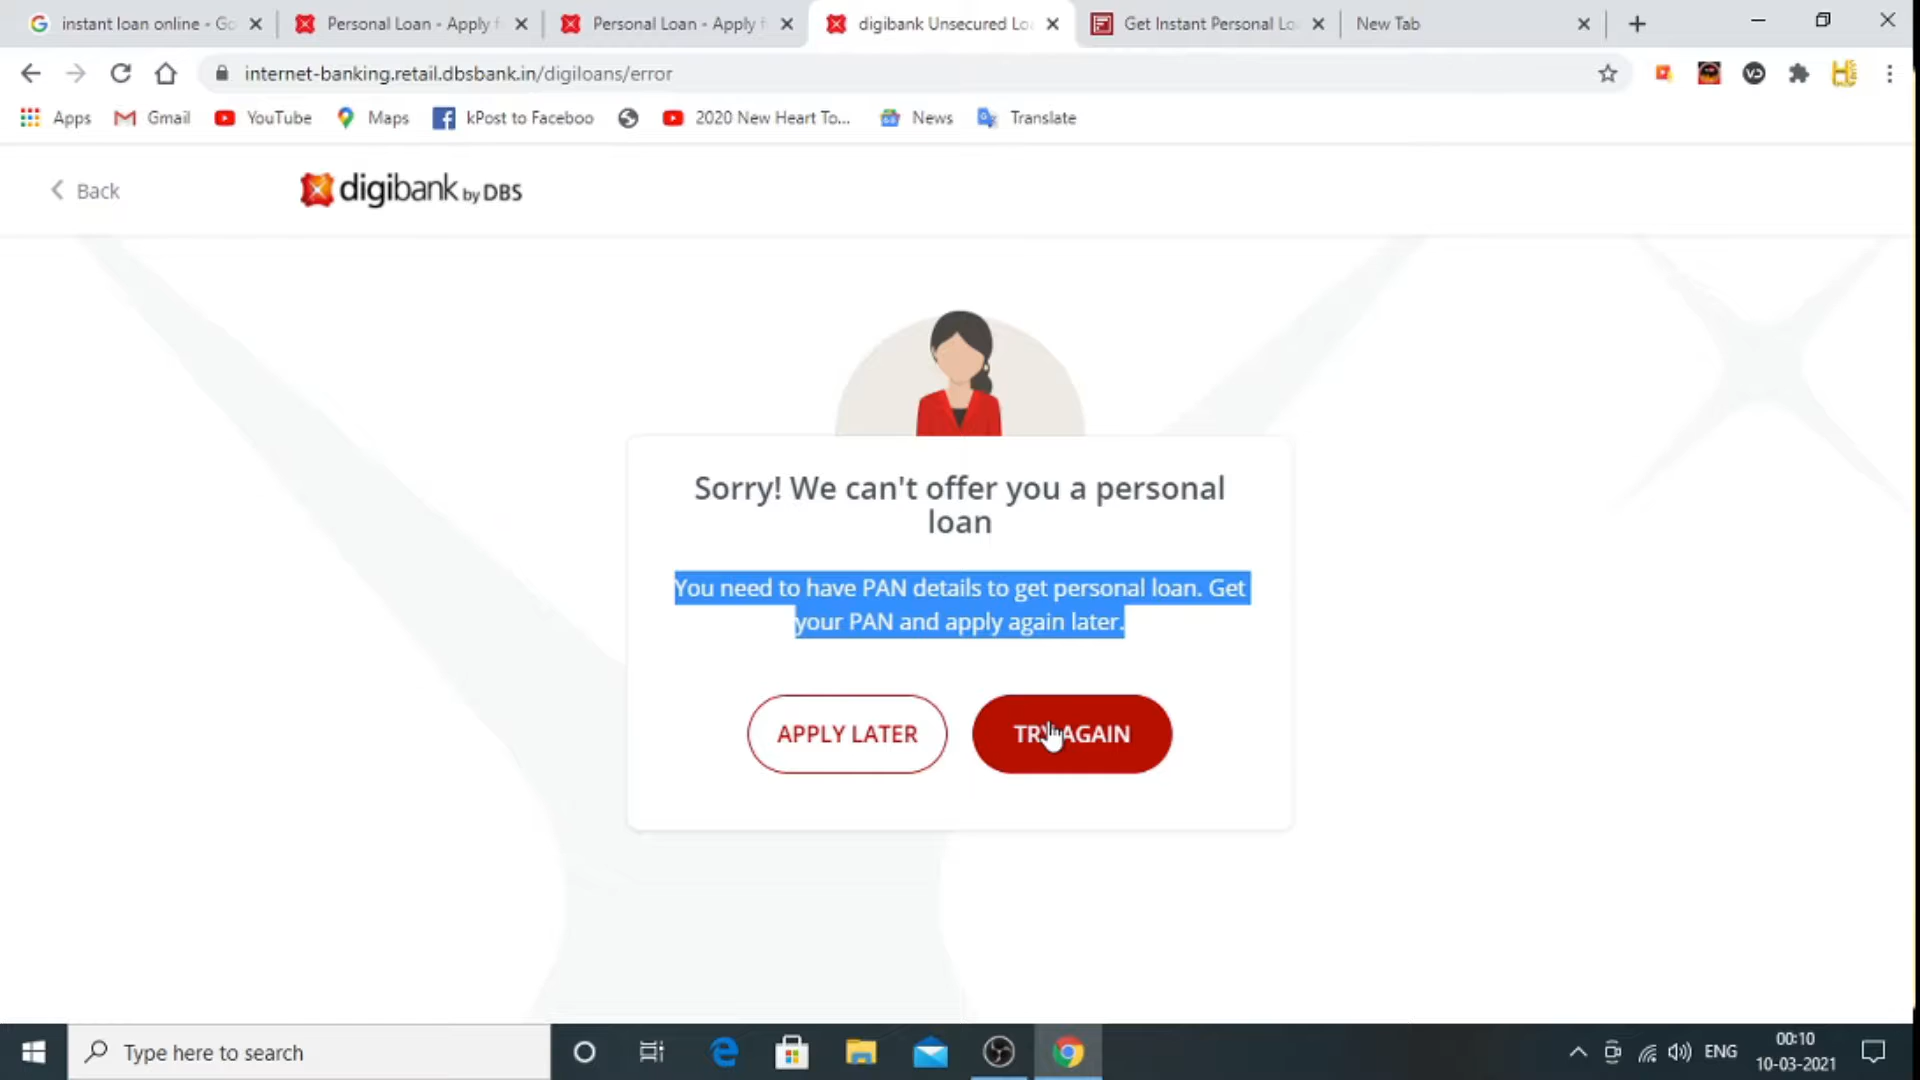 instant loan online - Go
Personal Loan - Apply f
Personal Loan - Apply f
digibank Unsecured Loa
Get Instant Personal Lo
New Tab
internet-banking.retail.dbsbank.in/digiloans/error
Apps
Gmail
YouTube
Maps
kPost to Faceboo
2020 New Heart To...
News
Translate
Back
digibank by DBS
Sorry! We can't offer you a personal
loan
You need to have PAN details to get personal loan. Get
your PAN and apply again later.
APPLY LATER
TRY AGAIN
Type here to search
ENG
00:10
10-03-2021